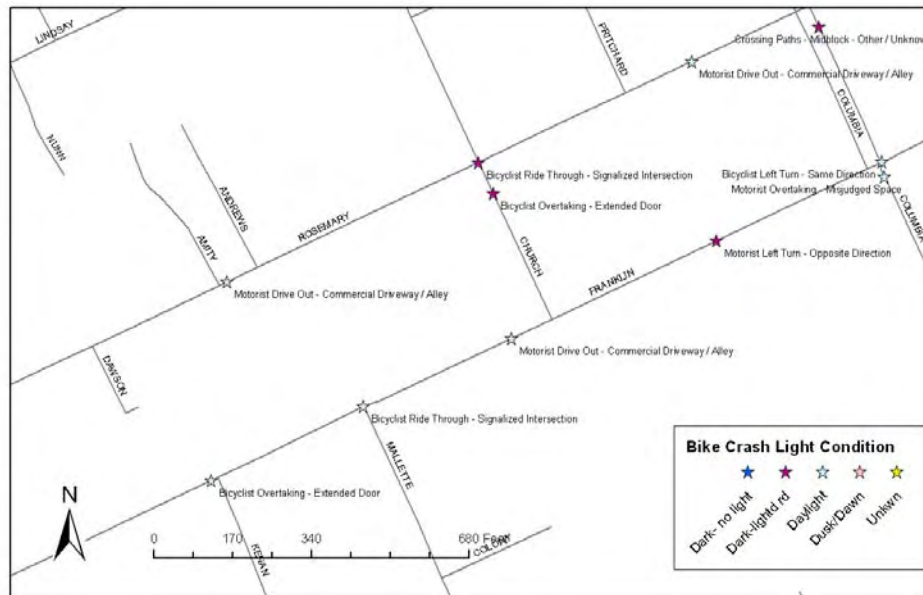 LINDSAY
PRITCHARD
Crossing Paths - Midblock - Other / Unknow
Motorist Drive Out - Commercial Driveway / Alley
COLUMBIA
NUNN
Bicyclist Ride Through - Signalized Intersection
Bicyclist Left Turn - Same Direction
Motorist Overtaking - Misjudged Space
ANDREWS
Bicyclist Overtaking - Extended Door
COLUMBIA
ROSEMARY
AMITY
CHURCH
Motorist Left Turn - Opposite Direction
FRANKLIN
Motorist Drive Out - Commercial Driveway / Alley
Motorist Drive Out - Commercial Driveway / Alley
DAWSON
Bicyclist Ride Through - Signalized Intersection
MALLETTE
Bicyclist Overtaking - Extended Door
Bike Crash Light Condition
Dark- no light
Dark-lightd rd
Daylight
Dusk/Dawn
Unkwn
N
0 170 340 680 Feet
KENAN
COLONY